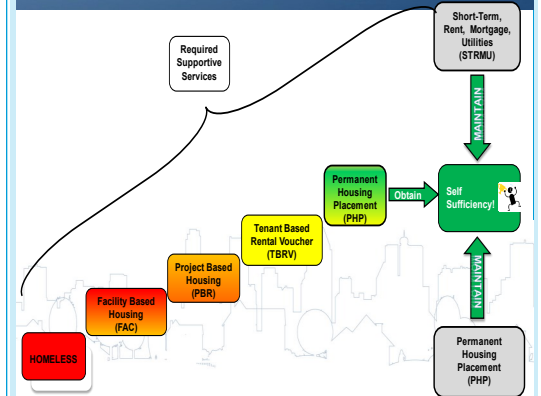 Short-Term,
Rent, Mortgage,
Utilities
(STRMU)
Required
Supportive
Services
MAINTAIN
Permanent
Housing
Placement
(PHP)
Obtain
Self
Sufficiency!
Tenant Based
Rental Voucher
(TBRV)
Project Based
Housing
(PBR)
MAINTAIN
Facility Based
Housing
(FAC)
HOMELESS
Permanent
Housing
Placement
(PHP)